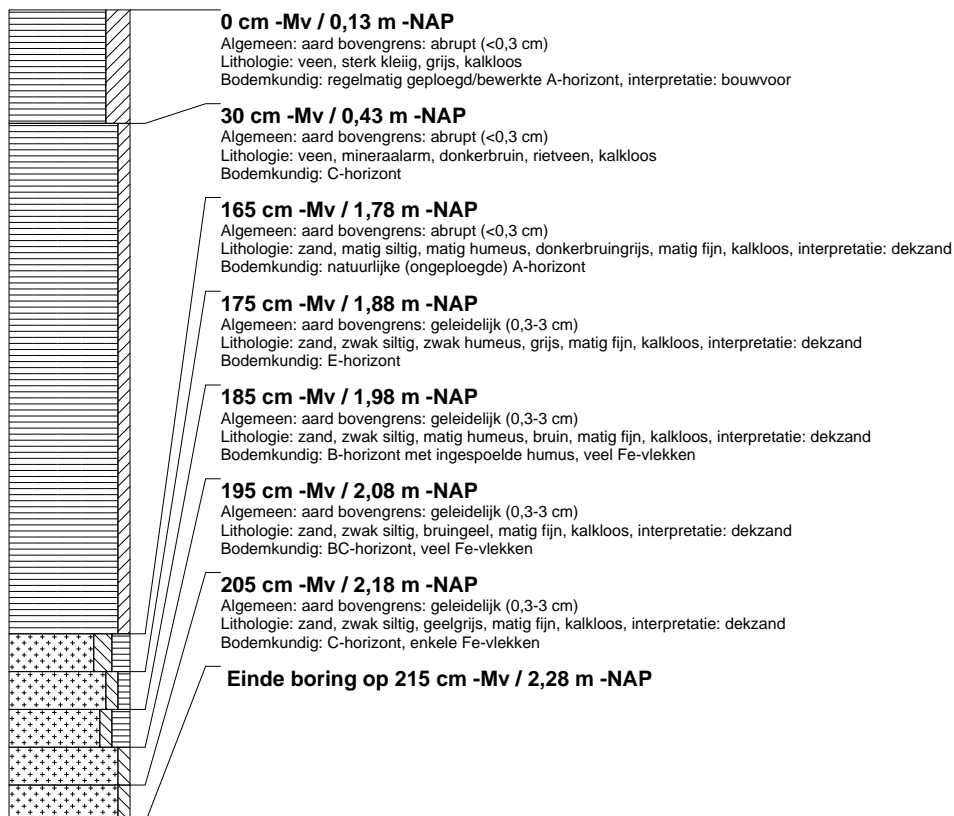 0 cm -Mv / 0,13 m -NAP
Algemeen: aard bovengrens: abrupt (<0,3 cm)
Lithologie: veen, sterk kleiig, grijs, kalkloos
Bodemkundig: regelmatig geploegd/bewerkte A-horizont, interpretatie: bouwvoor
30 cm -Mv / 0,43 m -NAP
Algemeen: aard bovengrens: abrupt (<0,3 cm)
Lithologie: veen, mineraalarm, donkerbruin, rietveen, kalkloos
Bodemkundig: C-horizont
165 cm -Mv / 1,78 m -NAP
Algemeen: aard bovengrens: abrupt (<0,3 cm)
Lithologie: zand, matig siltig, matig humeus, donkerbruingrijs, matig fijn, kalkloos, interpretatie: dekzand
Bodemkundig: natuurlijke (ongeploegde) A-horizont
175 cm -Mv / 1,88 m -NAP
Algemeen: aard bovengrens: geleidelijk (0,3-3 cm)
Lithologie: zand, zwak siltig, zwak humeus, grijs, matig fijn, kalkloos, interpretatie: dekzand
Bodemkundig: E-horizont
185 cm -Mv / 1,98 m -NAP
Algemeen: aard bovengrens: geleidelijk (0,3-3 cm)
Lithologie: zand, zwak siltig, matig humeus, bruin, matig fijn, kalkloos, interpretatie: dekzand
Bodemkundig: B-horizont met ingespoelde humus, veel Fe-vlekken
195 cm -Mv / 2,08 m -NAP
Algemeen: aard bovengrens: geleidelijk (0,3-3 cm)
Lithologie: zand, zwak siltig, bruingeel, matig fijn, kalkloos, interpretatie: dekzand
Bodemkundig: BC-horizont, veel Fe-vlekken
205 cm -Mv / 2,18 m -NAP
Algemeen: aard bovengrens: geleidelijk (0,3-3 cm)
Lithologie: zand, zwak siltig, geelgrijs, matig fijn, kalkloos, interpretatie: dekzand
Bodemkundig: C-horizont, enkele Fe-vlekken
Einde boring op 215 cm -Mv / 2,28 m -NAP